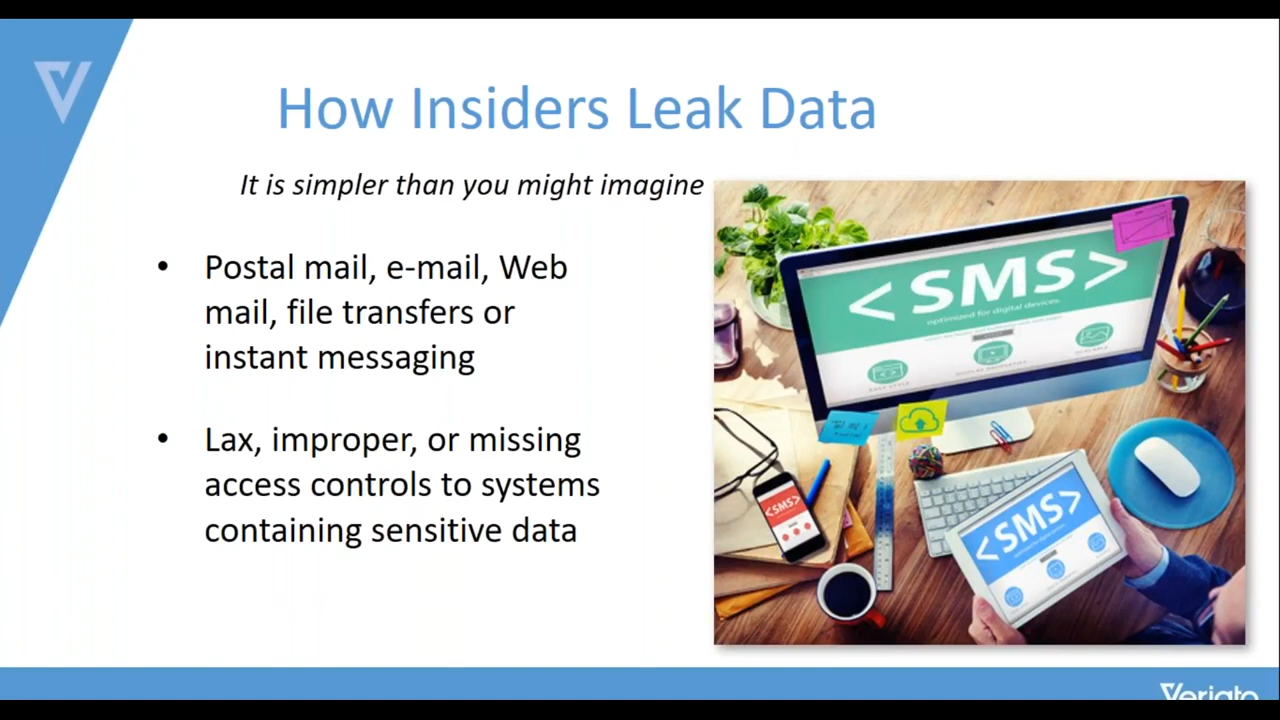 How Insiders Leak Data
It is simpler than you might imagine
• Postal mail, e-mail, Web
mail, file transfers or
instant messaging
• Lax, improper, or missing
access controls to systems
containing sensitive data
<SMS>
optimized for digital devices.
<SMS>
<SMS>
Veriato